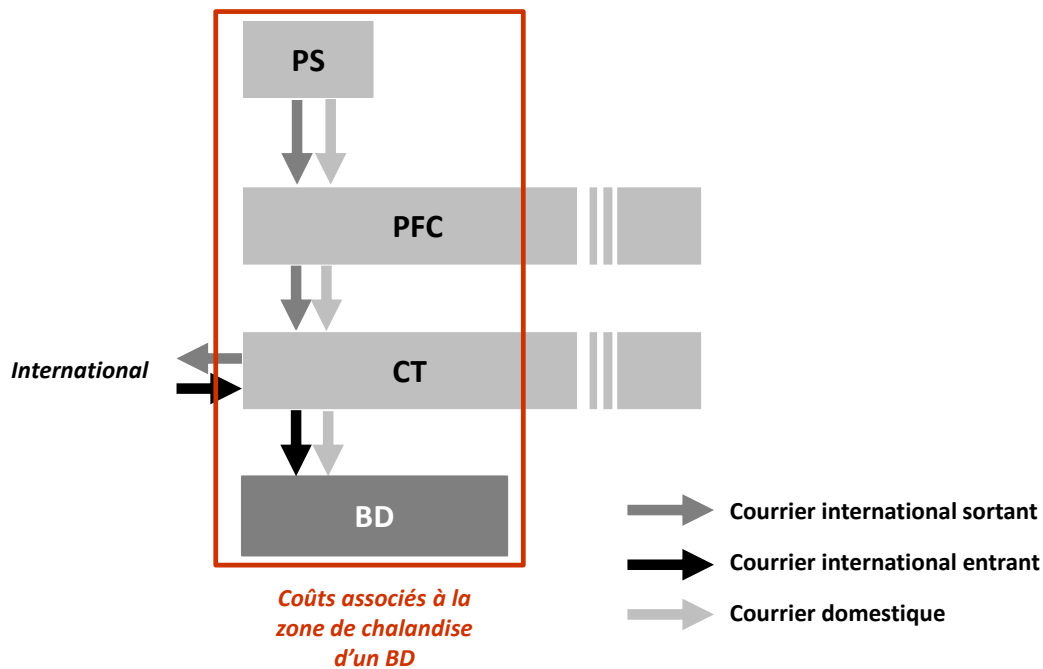 PS
PFC
International
CT
BD
Courrier international sortant
Courrier international entrant
Courrier domestique
Coûts associés à la
zone de chalandise
d’un BD